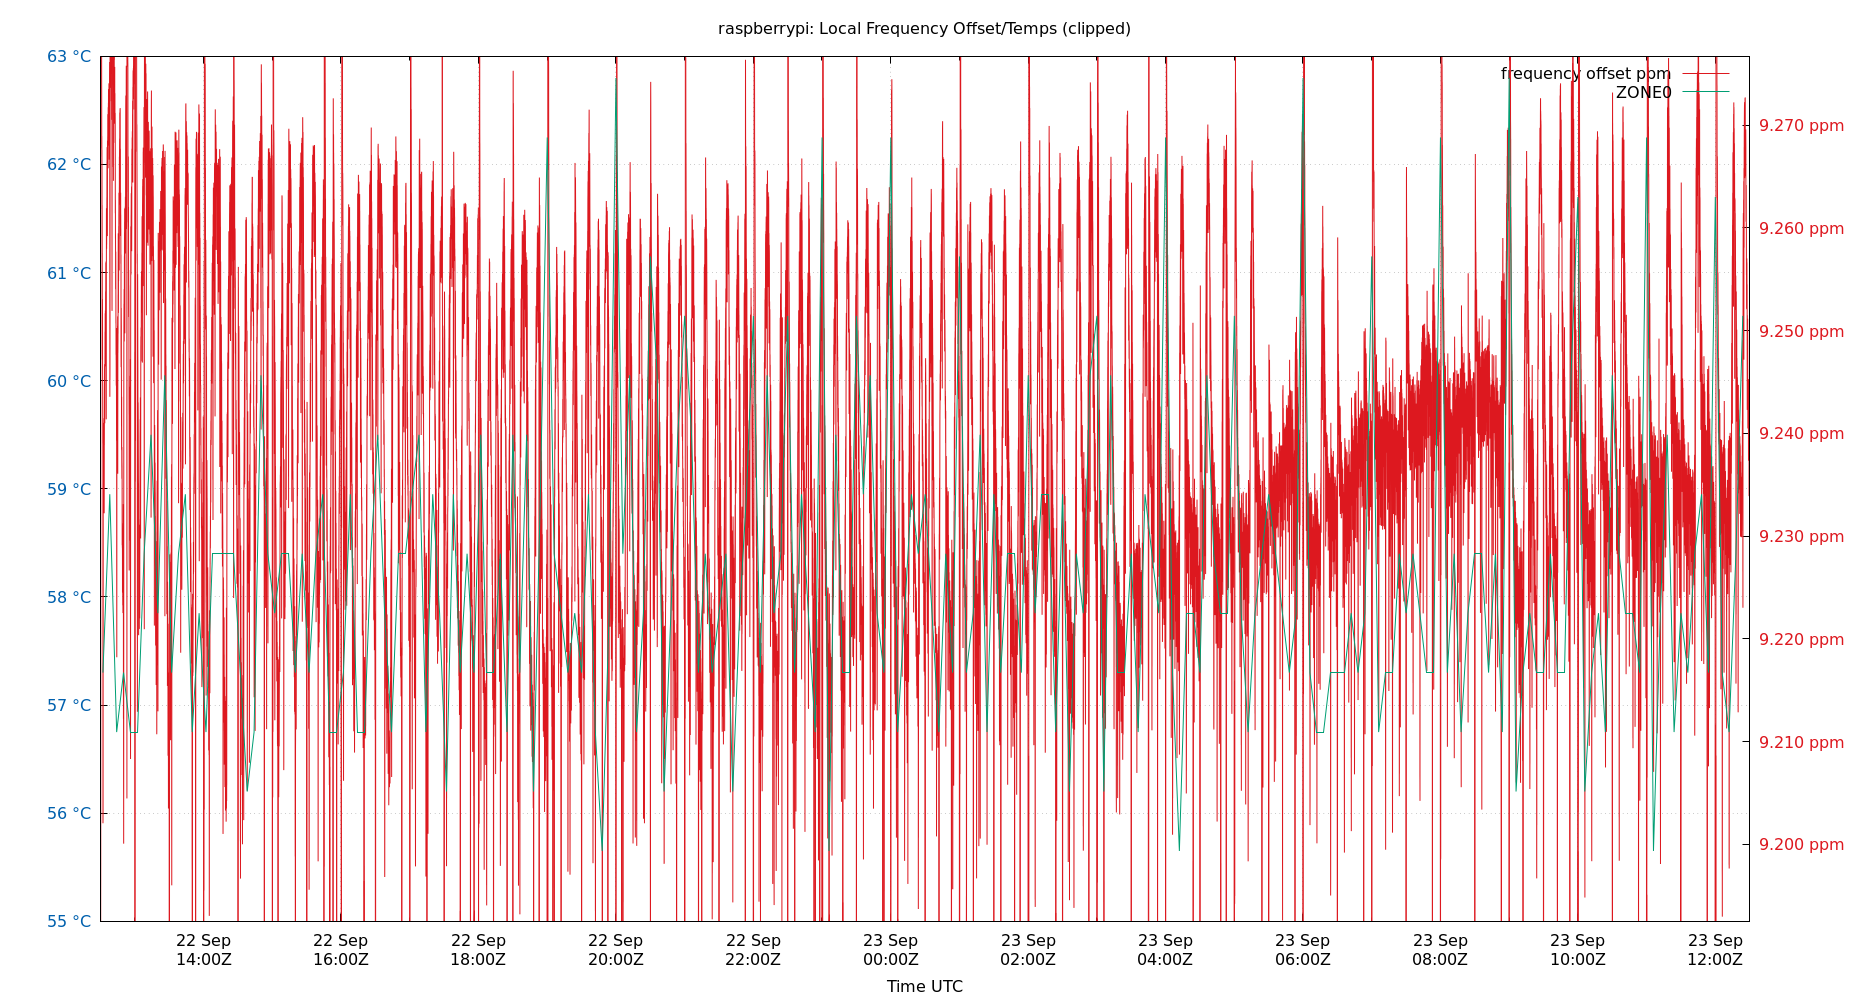 raspberrypi: Local Frequency Offset/Temps (clipped)
63 °C
62 °C
61 °C
60 °C
59 °C
58 °C
57 °C
56 °C
55 °C
frequency offset ppm
ZONE0
9.270 ppm
9.260 ppm
9.250 ppm
9.240 ppm
9.230 ppm
9.220 ppm
9.210 ppm
9.200 ppm
22 Sep 22 Sep 22 Sep 22 Sep 22 Sep 23 Sep 23 Sep 23 Sep 23 Sep 23 Sep 23 Sep 23 Sep
14:00Z 16:00Z 18:00Z 20:00Z 22:00Z 00:00Z 02:00Z 04:00Z 06:00Z 08:00Z 10:00Z 12:00Z
Time UTC